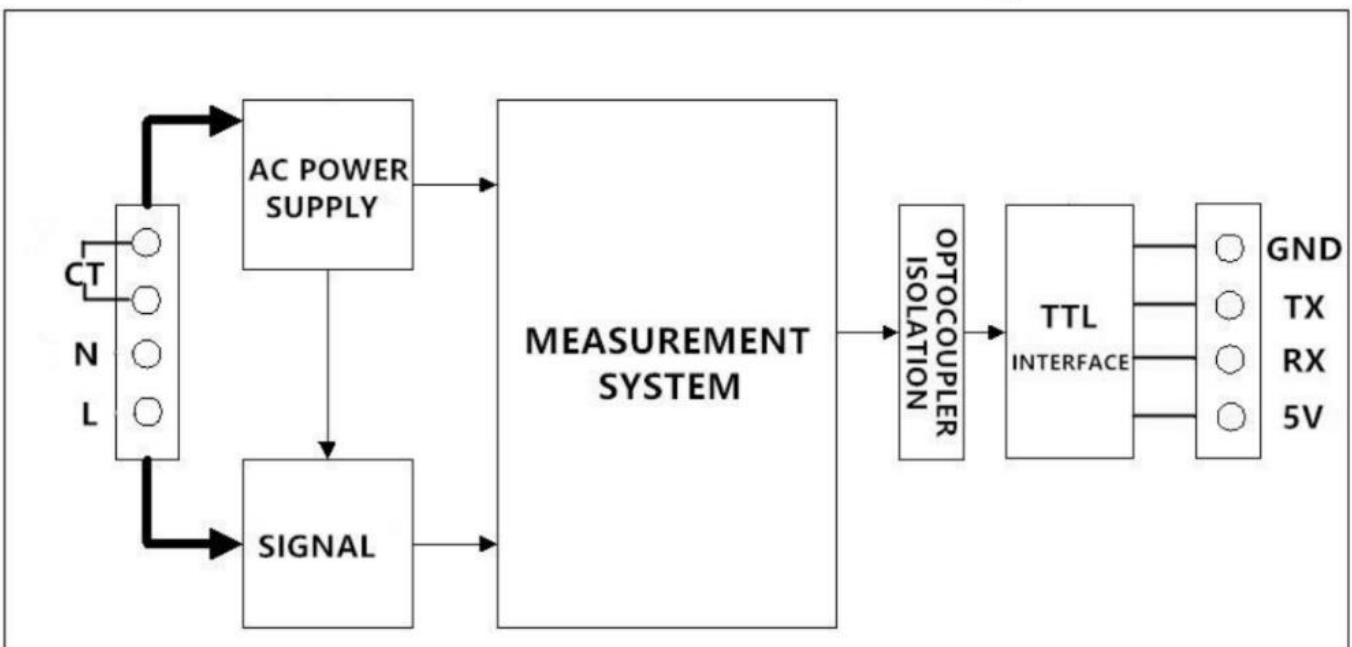 AC POWER
SUPPLY
CT
N
L
SIGNAL
MEASUREMENT
SYSTEM
OPTOCOUPLER
ISOLATION
TTL
INTERFACE
GND
TX
RX
5V